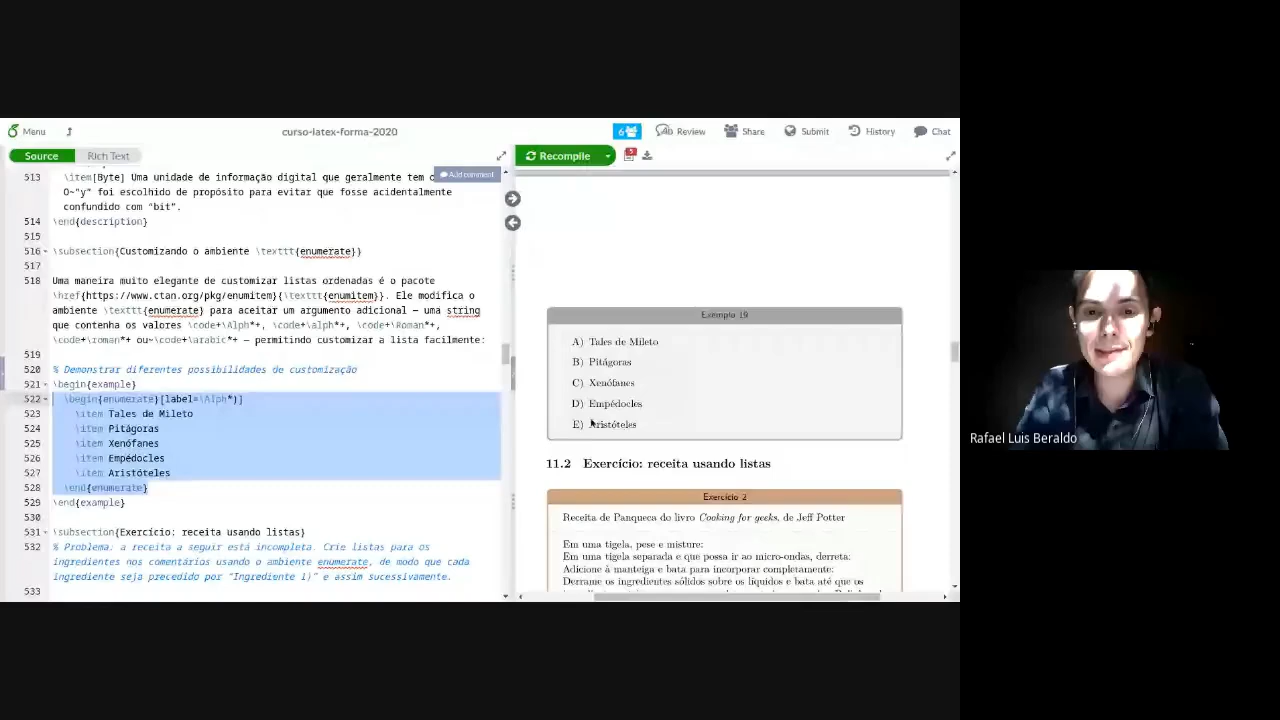 Menu
curso-latex-forma-2020
6
Review
Share
Submit
History
Chat
Source
Rich Text
Recompile
5
Add comment
513 \item[Byte] Uma unidade de informação digital que geralmente tem
O~"y" foi escolhido de propósito para evitar que fosse acidentalmente
confundido com “bit”.
514 \end{description}
515
516 \subsection{Customizando o ambiente \texttt{enumerate}}
517
518 Uma maneira muito elegante de customizar listas ordenadas é o pacote
\href{https://www.ctan.org/pkg/enumitem}{\texttt{enumitem}}. Ele modifica o
ambiente \texttt{enumerate} para aceitar um argumento adicional — uma string
que contenha os valores \code+\Alph*+, \code+\alph*+, \code+\Roman*+,
\code+\roman*+ ou~\code+\arabic*+ — permitindo customizar a lista facilmente:
519
520 % Demonstrar diferentes possibilidades de customização
521 \begin{example}
522 \begin{enumerate}[label=\Alph*)]
523 \item Tales de Mileto
524 \item Pitágoras
525 \item Xenófanes
526 \item Empédocles
527 \item Aristóteles
528 \end{enumerate}
529 \end{example}
530
531 \subsection{Exercício: receita usando listas}
532 % Problema: a receita a seguir está incompleta. Crie listas para os
ingredientes nos comentários usando o ambiente enumerate, de modo que cada
ingrediente seja precedido por “Ingrediente 1)” e assim sucessivamente.
533
Exemplo 19
A) Tales de Mileto
B) Pitágoras
C) Xenófanes
D) Empédocles
E) Aristóteles
11.2 Exercício: receita usando listas
Exercício 2
Receita de Panqueca do livro Cooking for geeks, de Jeff Potter
Em uma tigela, pese e misture:
Em uma tigela separada e que possa ir ao micro-ondas, derreta:
Adicione à manteiga e bata para incorporar completamente:
Derrame os ingredientes sólidos sobre os líquidos e bata até que os
Rafael Luis Beraldo